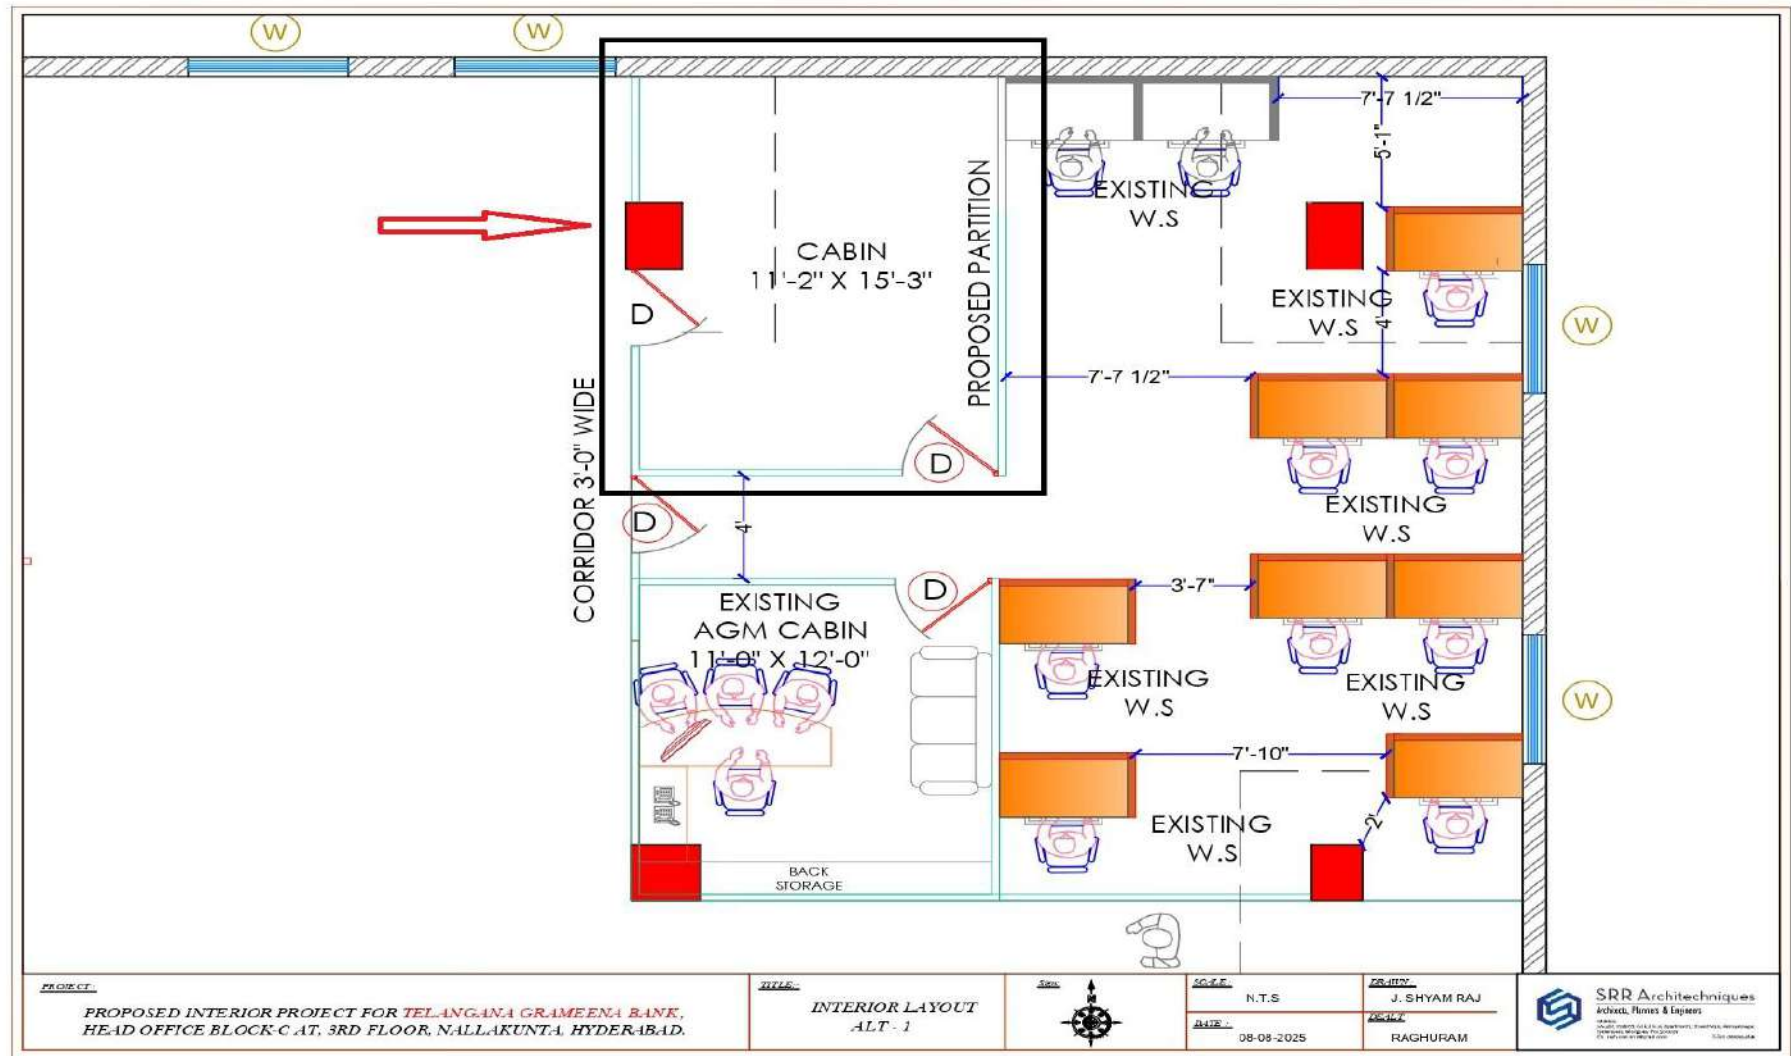 W
W
7'-7 1/2"
5'-1"
EXISTING
W.S
PROPOSED PARTITION
CABIN
11'-2" X 15'-3"
D
EXISTING
W.S
4'
W
7'-7 1/2"
CORRIDOR 3'-0" WIDE
D
EXISTING
W.S
D
4'
D
3'-7"
EXISTING
AGM CABIN
11'-0" X 12'-0"
EXISTING
W.S
EXISTING
W.S
W
7'-10"
EXISTING
W.S
2'
BACK
STORAGE
PROJECT:
PROPOSED INTERIOR PROJECT FOR TELANGANA GRAMEENA BANK,
HEAD OFFICE BLOCK-C AT, 3RD FLOOR, NALLAKUNTA, HYDERABAD.
TITLE:-
INTERIOR LAYOUT
ALT - 1
N
SCALE:
N.T.S
DATE:
08-08-2025
DRAWN
J. SHYAM RAJ
DEALT
RAGHURAM
SRR Architechniques
Architects, Planners & Engineers